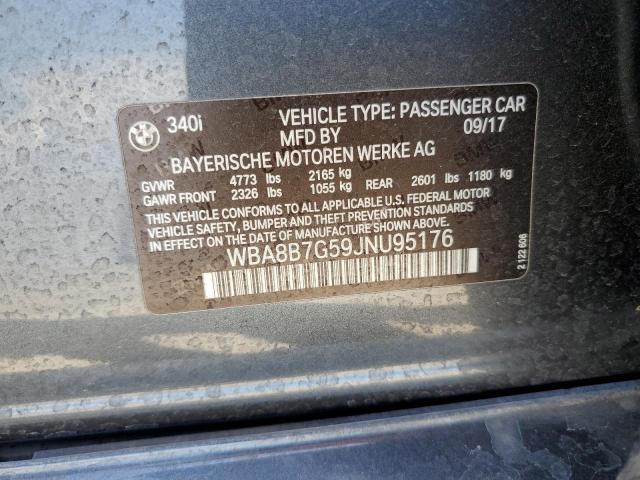 340i VEHICLE TYPE: PASSENGER CAR
MFD BY 09/17
BAYERISCHE MOTOREN WERKE AG
GVWR 4773 lbs 2165 kg
GAWR FRONT 2326 lbs 1055 kg REAR 2601 lbs 1180 kg
THIS VEHICLE CONFORMS TO ALL APPLICABLE U.S. FEDERAL MOTOR
VEHICLE SAFETY, BUMPER AND THEFT PREVENTION STANDARDS
IN EFFECT ON THE DATE OF MANUFACTURE SHOWN ABOVE.
WBA8B7G59JNU95176
2 122 606